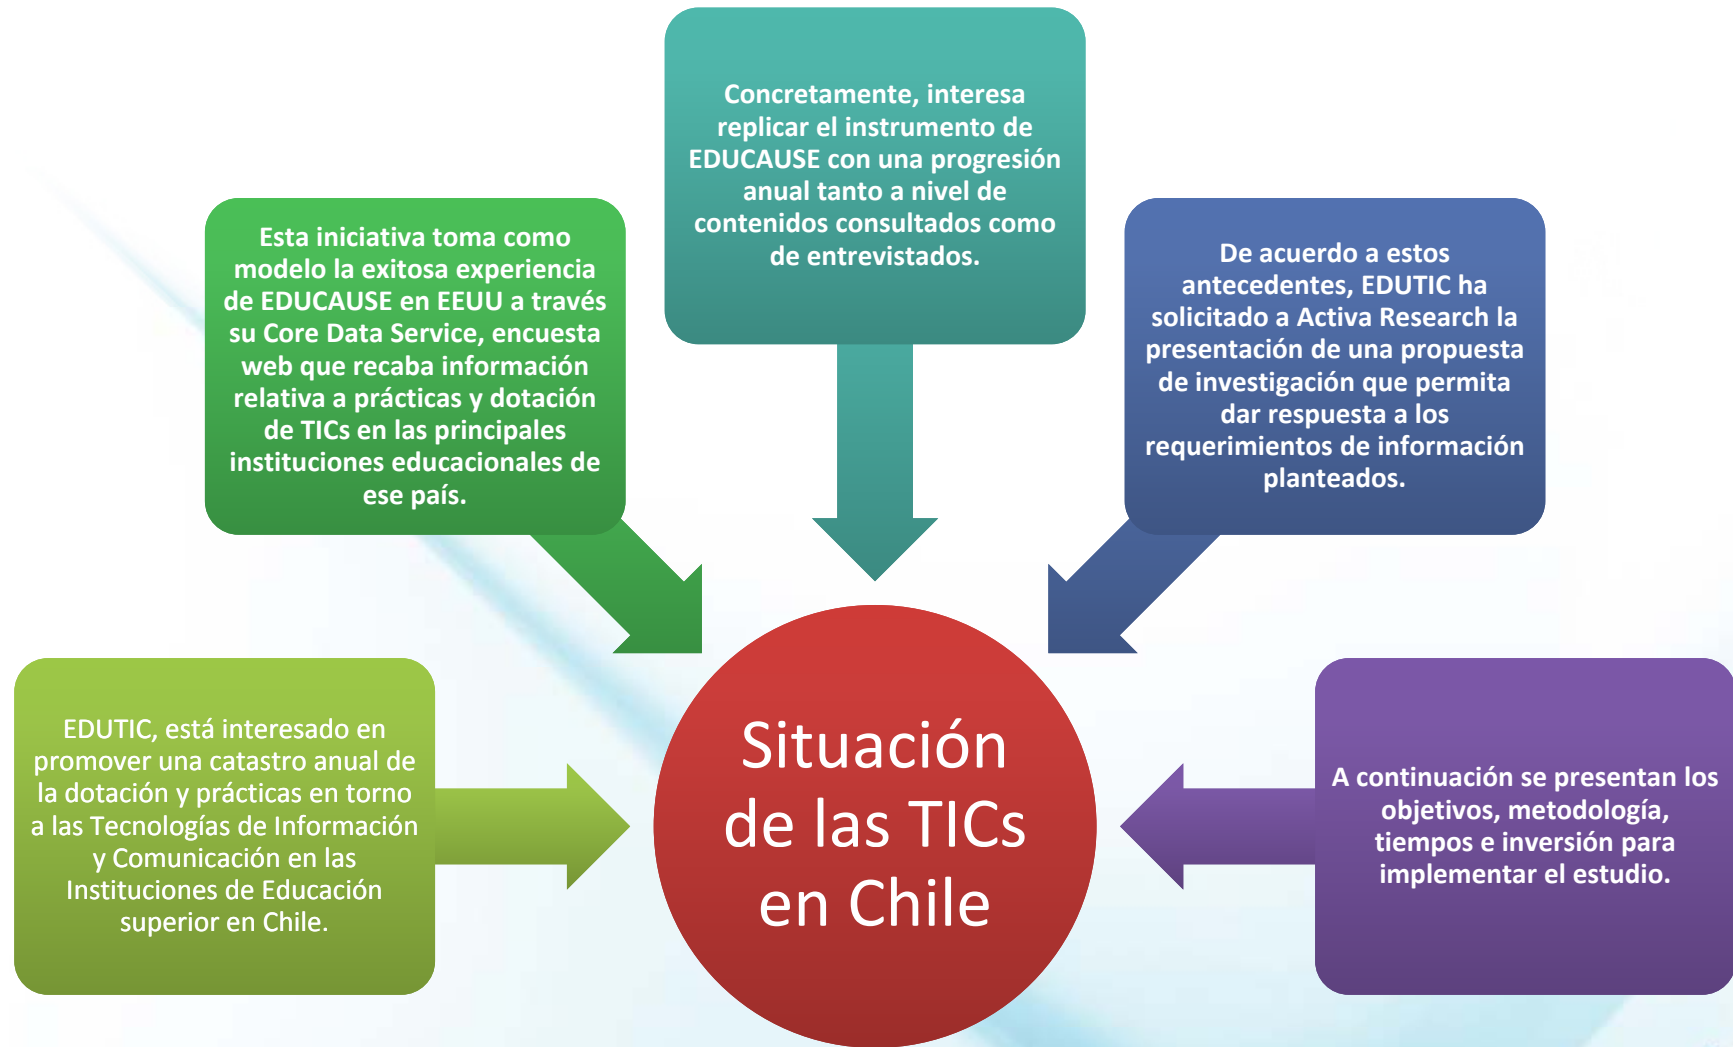 EDUTIC, está interesado en
promover una catastro anual de
la dotación y prácticas en torno
a las Tecnologías de Información
y Comunicación en las
Instituciones de Educación
superior en Chile.
Esta iniciativa toma como
modelo la exitosa experiencia
de EDUCAUSE en EEUU a través
su Core Data Service, encuesta
web que recaba información
relativa a prácticas y dotación
de TICs en las principales
instituciones educacionales de
ese país.
Concretamente, interesa
replicar el instrumento de
EDUCAUSE con una progresión
anual tanto a nivel de
contenidos consultados como
de entrevistados.
De acuerdo a estos
antecedentes, EDUTIC ha
solicitado a Activa Research la
presentación de una propuesta
de investigación que permita
dar respuesta a los
requerimientos de información
planteados.
A continuación se presentan los
objetivos, metodología,
tiempos e inversión para
implementar el estudio.
Situación
de las TICs
en Chile